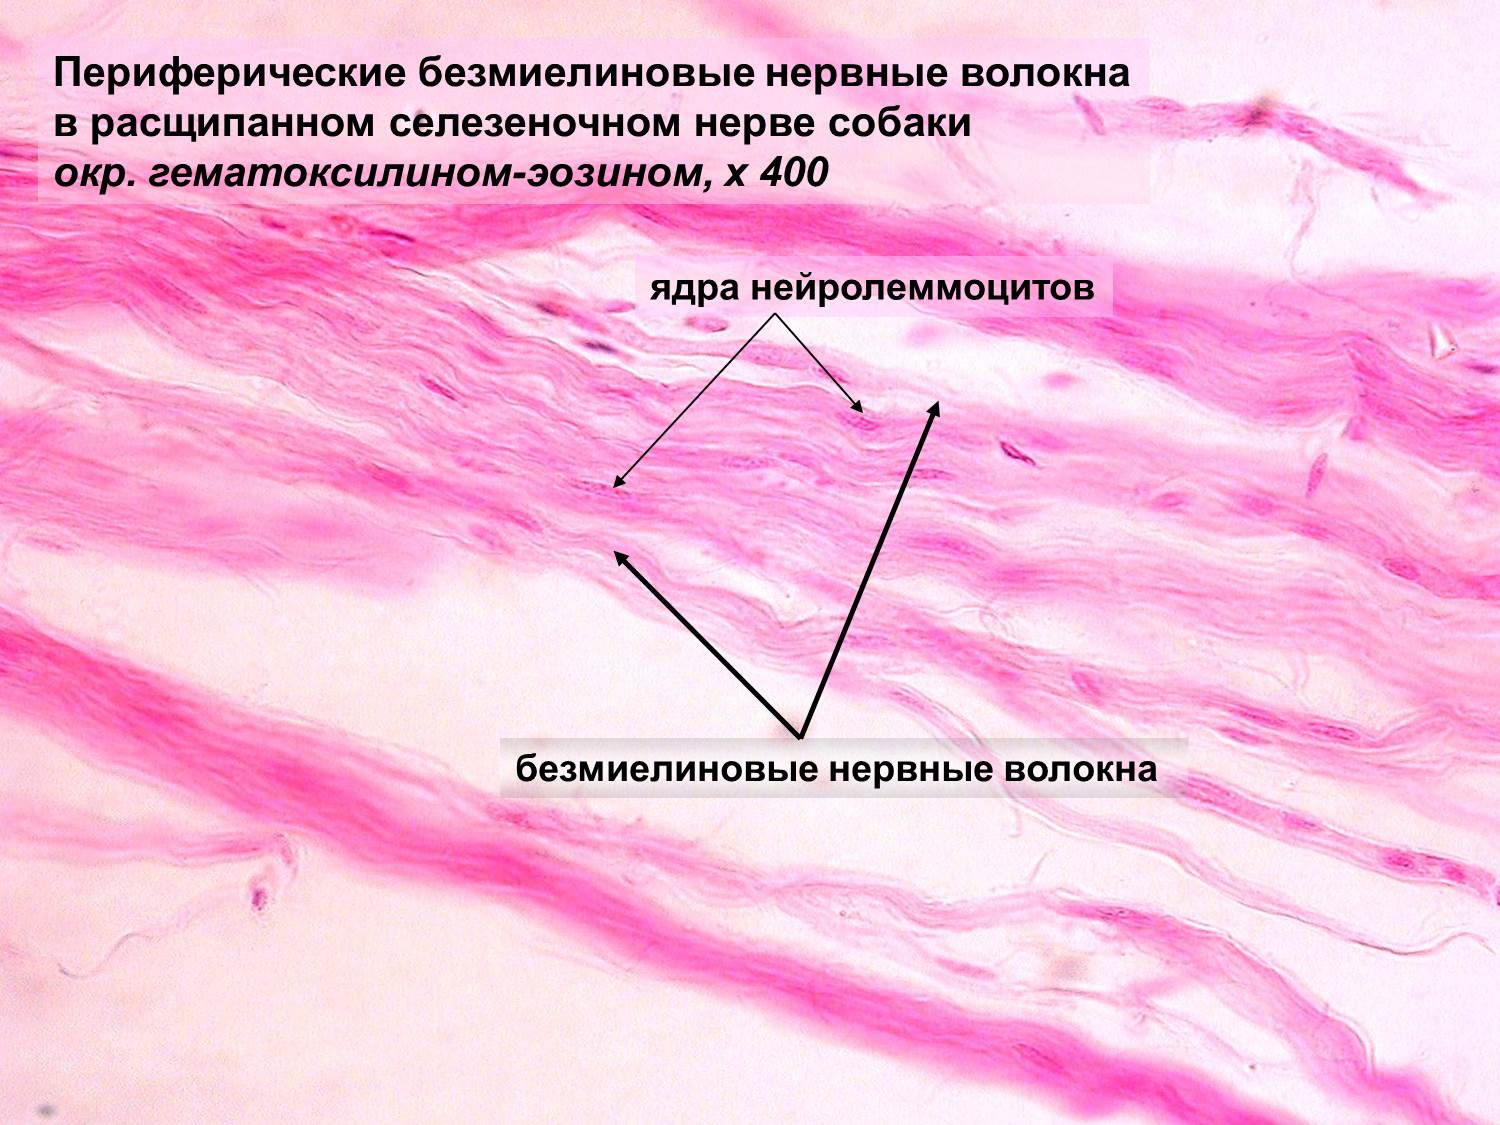 Периферические безмиелиновые нервные волокна
в расщипанном селезеночном нерве собаки
окр. гематоксилином-эозином, х 400
ядра нейролеммоцитов
безмиелиновые нервные волокна